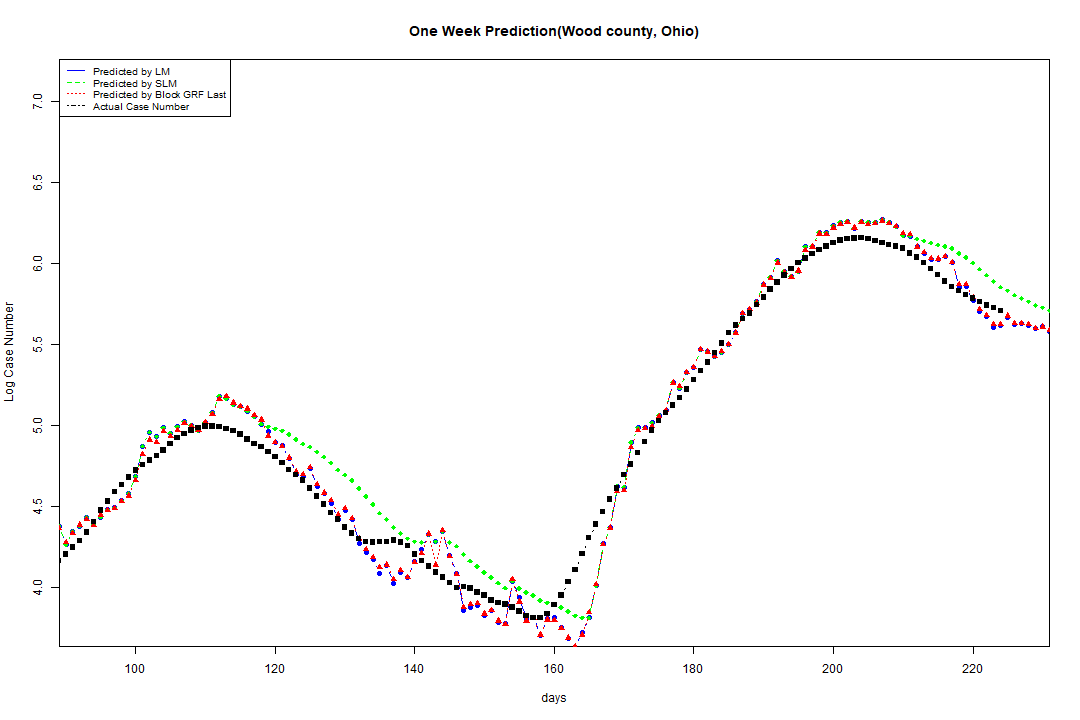 One Week Prediction(Wood county, Ohio)
Predicted by LM
Predicted by SLM
Predicted by Block GRF Last
Actual Case Number
7.0
6.5
6.0
5.5
5.0
4.5
4.0
Log Case Number
100 120 140 160 180 200 220
days